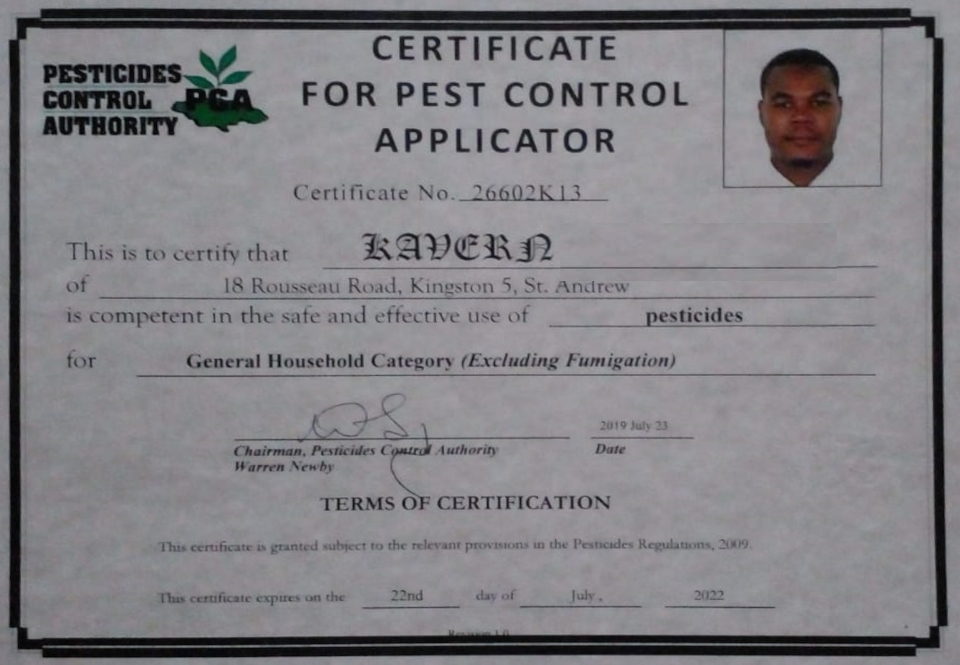 PESTICIDES
CONTROL
AUTHORITY
PCA
CERTIFICATE
FOR PEST CONTROL
APPLICATOR
Certificate No. 26602K13
This is to certify that KAVERN
of 18 Rousseau Road, Kingston 5, St. Andrew
is competent in the safe and effective use of pesticides
for General Household Category (Excluding Fumigation)
2019 July 23
Chairman, Pesticides Control Authority Date
Warren Newby
TERMS OF CERTIFICATION
This certificate is granted subject to the relevant provisions in the Pesticides Regulations, 2009.
This certificate expires on the 22nd day of July, 2022
Revision 1.0